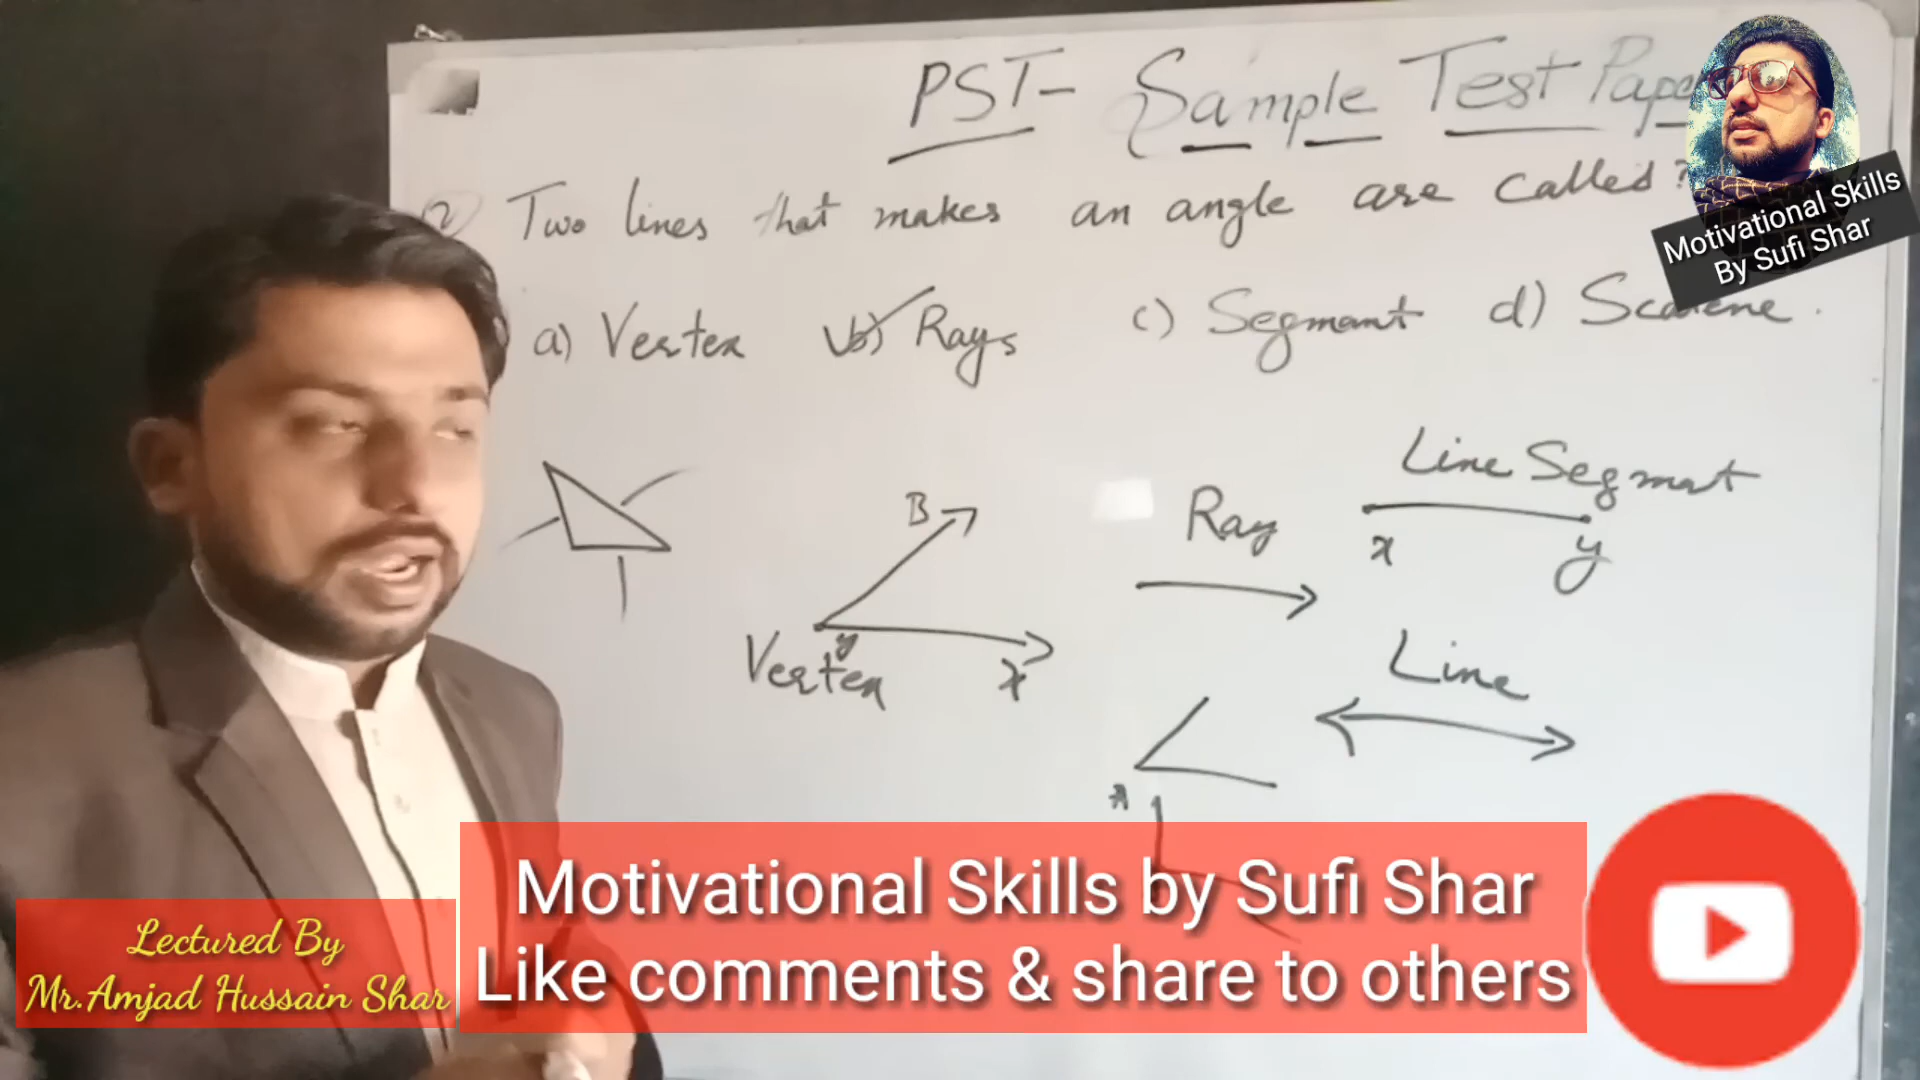 PST- Sample Test Paper
Two lines that makes an angle are called?
a) Vertex b) Rays c) Segmant d) Scalene.
Line Segmat
B Ray
x y
Vertex y x
Line
A
Motivational Skills
By Sufi Shar
Motivational Skills by Sufi Shar
Like comments & share to others
Lectured By
Mr.Amjad Hussain Shar